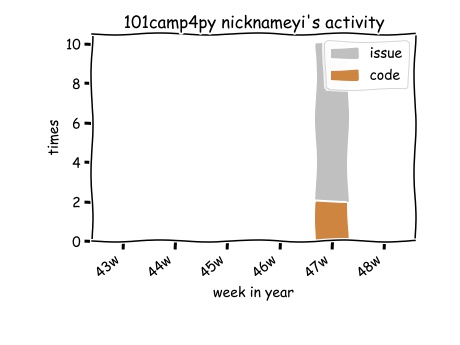 101camp4py nicknameyi's activity
issue
code
10
8
6
4
2
0
times
43w
44w
45w
46w
47w
48w
week in year